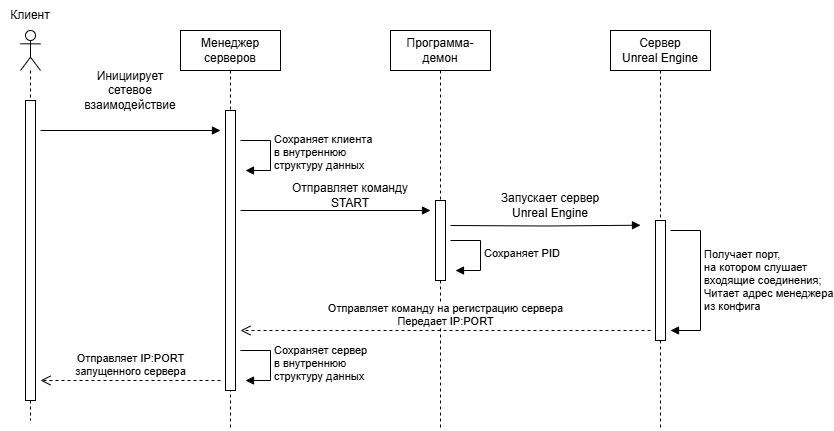 Клиент
Менеджер
серверов
Программа-
демон
Сервер
Unreal Engine
Инициирует
сетевое
взаимодействие
Сохраняет клиента
в внутреннюю
структуру данных
Отправляет команду
START
Запускает сервер
Unreal Engine
Сохраняет PID
Получает порт,
на котором слушает
входящие соединения;
Читает адрес менеджера
из конфига
Отправляет команду на регистрацию сервера
Передает IP:PORT
Сохраняет сервер
в внутреннюю
структуру данных
Отправляет IP:PORT
запущенного сервера